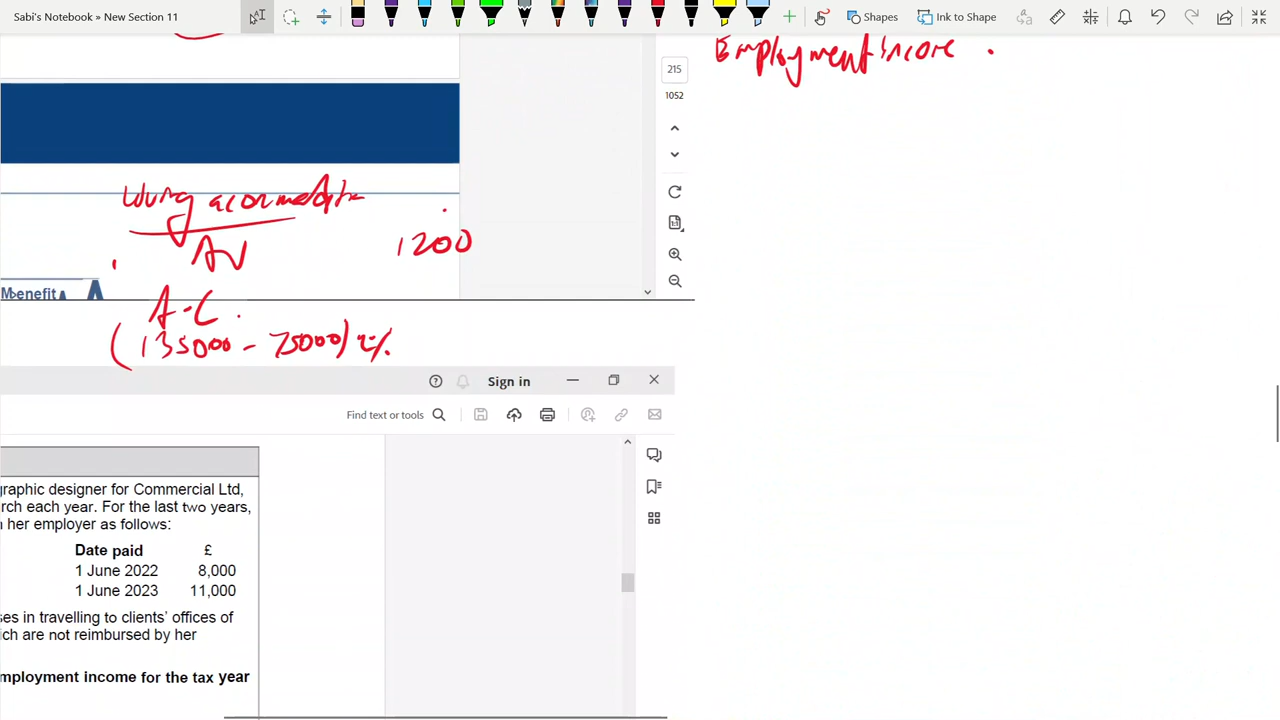 Sabi's Notebook » New Section 11
Shapes
Ink to Shape
Employment income
215
1052
living accommodation
AV
1200
benefit
A-C
(135000 - 75000) 2%
Sign in
Find text or tools
graphic designer for Commercial Ltd,
rch each year. For the last two years,
her employer as follows:
Date paid £
1 June 2022 8,000
1 June 2023 11,000
ses in travelling to clients' offices of
ich are not reimbursed by her
mployment income for the tax year